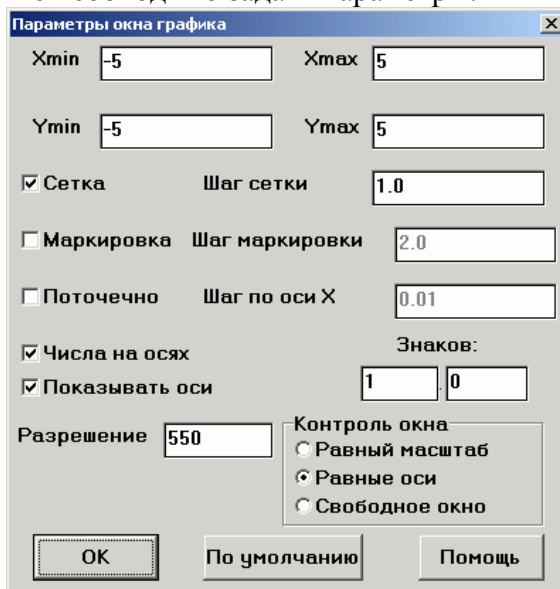 Параметры окна графика
Xmin -5 Xmax 5
Ymin -5 Ymax 5
Сетка Шаг сетки 1.0
Маркировка Шаг маркировки 2.0
Поточечно Шаг по оси X 0.01
Числа на осях Знаков:
Показывать оси 1 . 0
Разрешение 550 Контроль окна
Равный масштаб
Равные оси
Свободное окно
OK По умолчанию Помощь